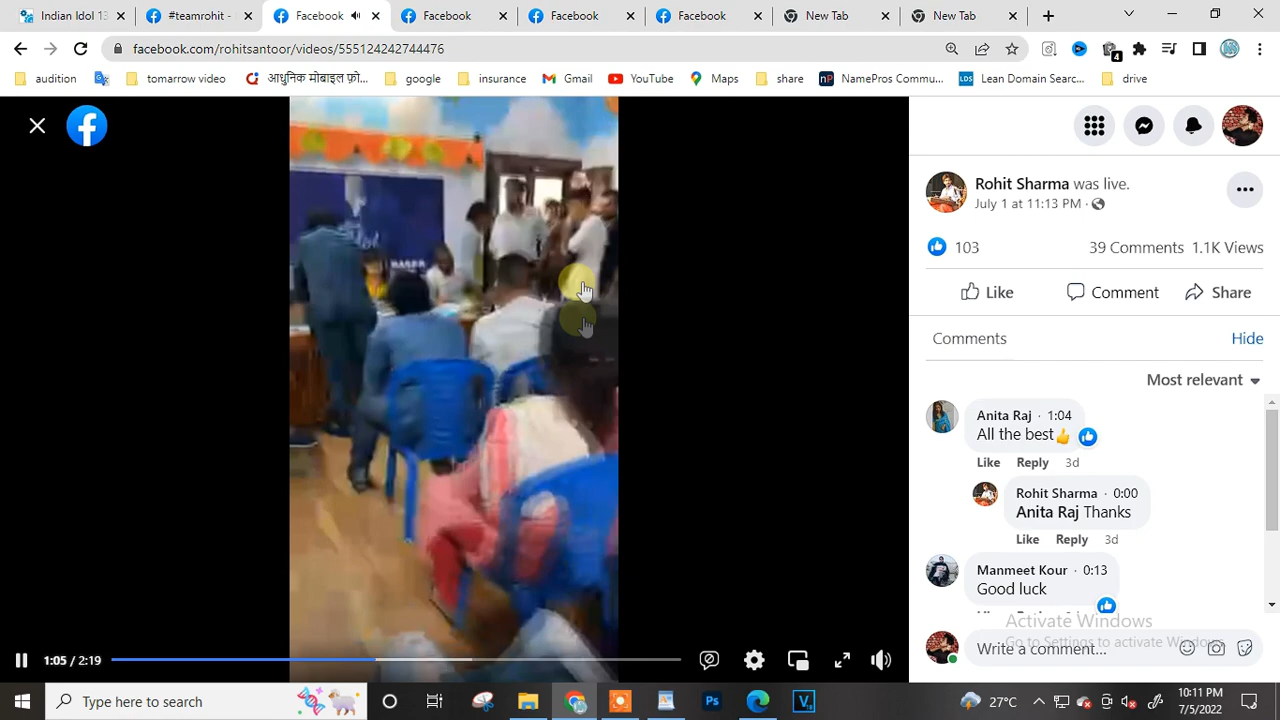 Indian Idol 13
#teamrohit -
Facebook
Facebook
Facebook
Facebook
New Tab
New Tab
facebook.com/rohitsantoor/videos/555124242744476
4
audition
tomarrow video
आधुनिक मोबाइल फ़ो...
google
insurance
Gmail
YouTube
Maps
share
NamePros Commu...
Lean Domain Searc...
drive
Rohit Sharma was live.
July 1 at 11:13 PM ·
103
39 Comments 1.1K Views
Like
Comment
Share
Comments
Hide
Most relevant
Anita Raj · 1:04
All the best👍
Like Reply 3d
Rohit Sharma · 0:00
Anita Raj Thanks
Like Reply 3d
Manmeet Kour · 0:13
Good luck
Activate Windows
Go to Settings to activate Windows.
Write a comment...
1:05 / 2:19
Type here to search
27°C
10:11 PM
7/5/2022